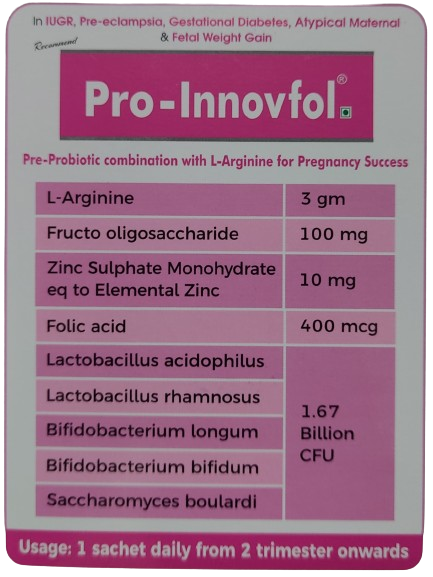 In IUGR, Pre-eclampsia, Gestational Diabetes, Atypical Maternal
& Fetal Weight Gain
Recommend
Pro-Innovfol®
Pre-Probiotic combination with L-Arginine for Pregnancy Success
L-Arginine 3 gm
Fructo oligosaccharide 100 mg
Zinc Sulphate Monohydrate
eq to Elemental Zinc 10 mg
Folic acid 400 mcg
Lactobacillus acidophilus
Lactobacillus rhamnosus
Bifidobacterium longum
Bifidobacterium bifidum
Saccharomyces boulardi
1.67
Billion
CFU
Usage: 1 sachet daily from 2 trimester onwards